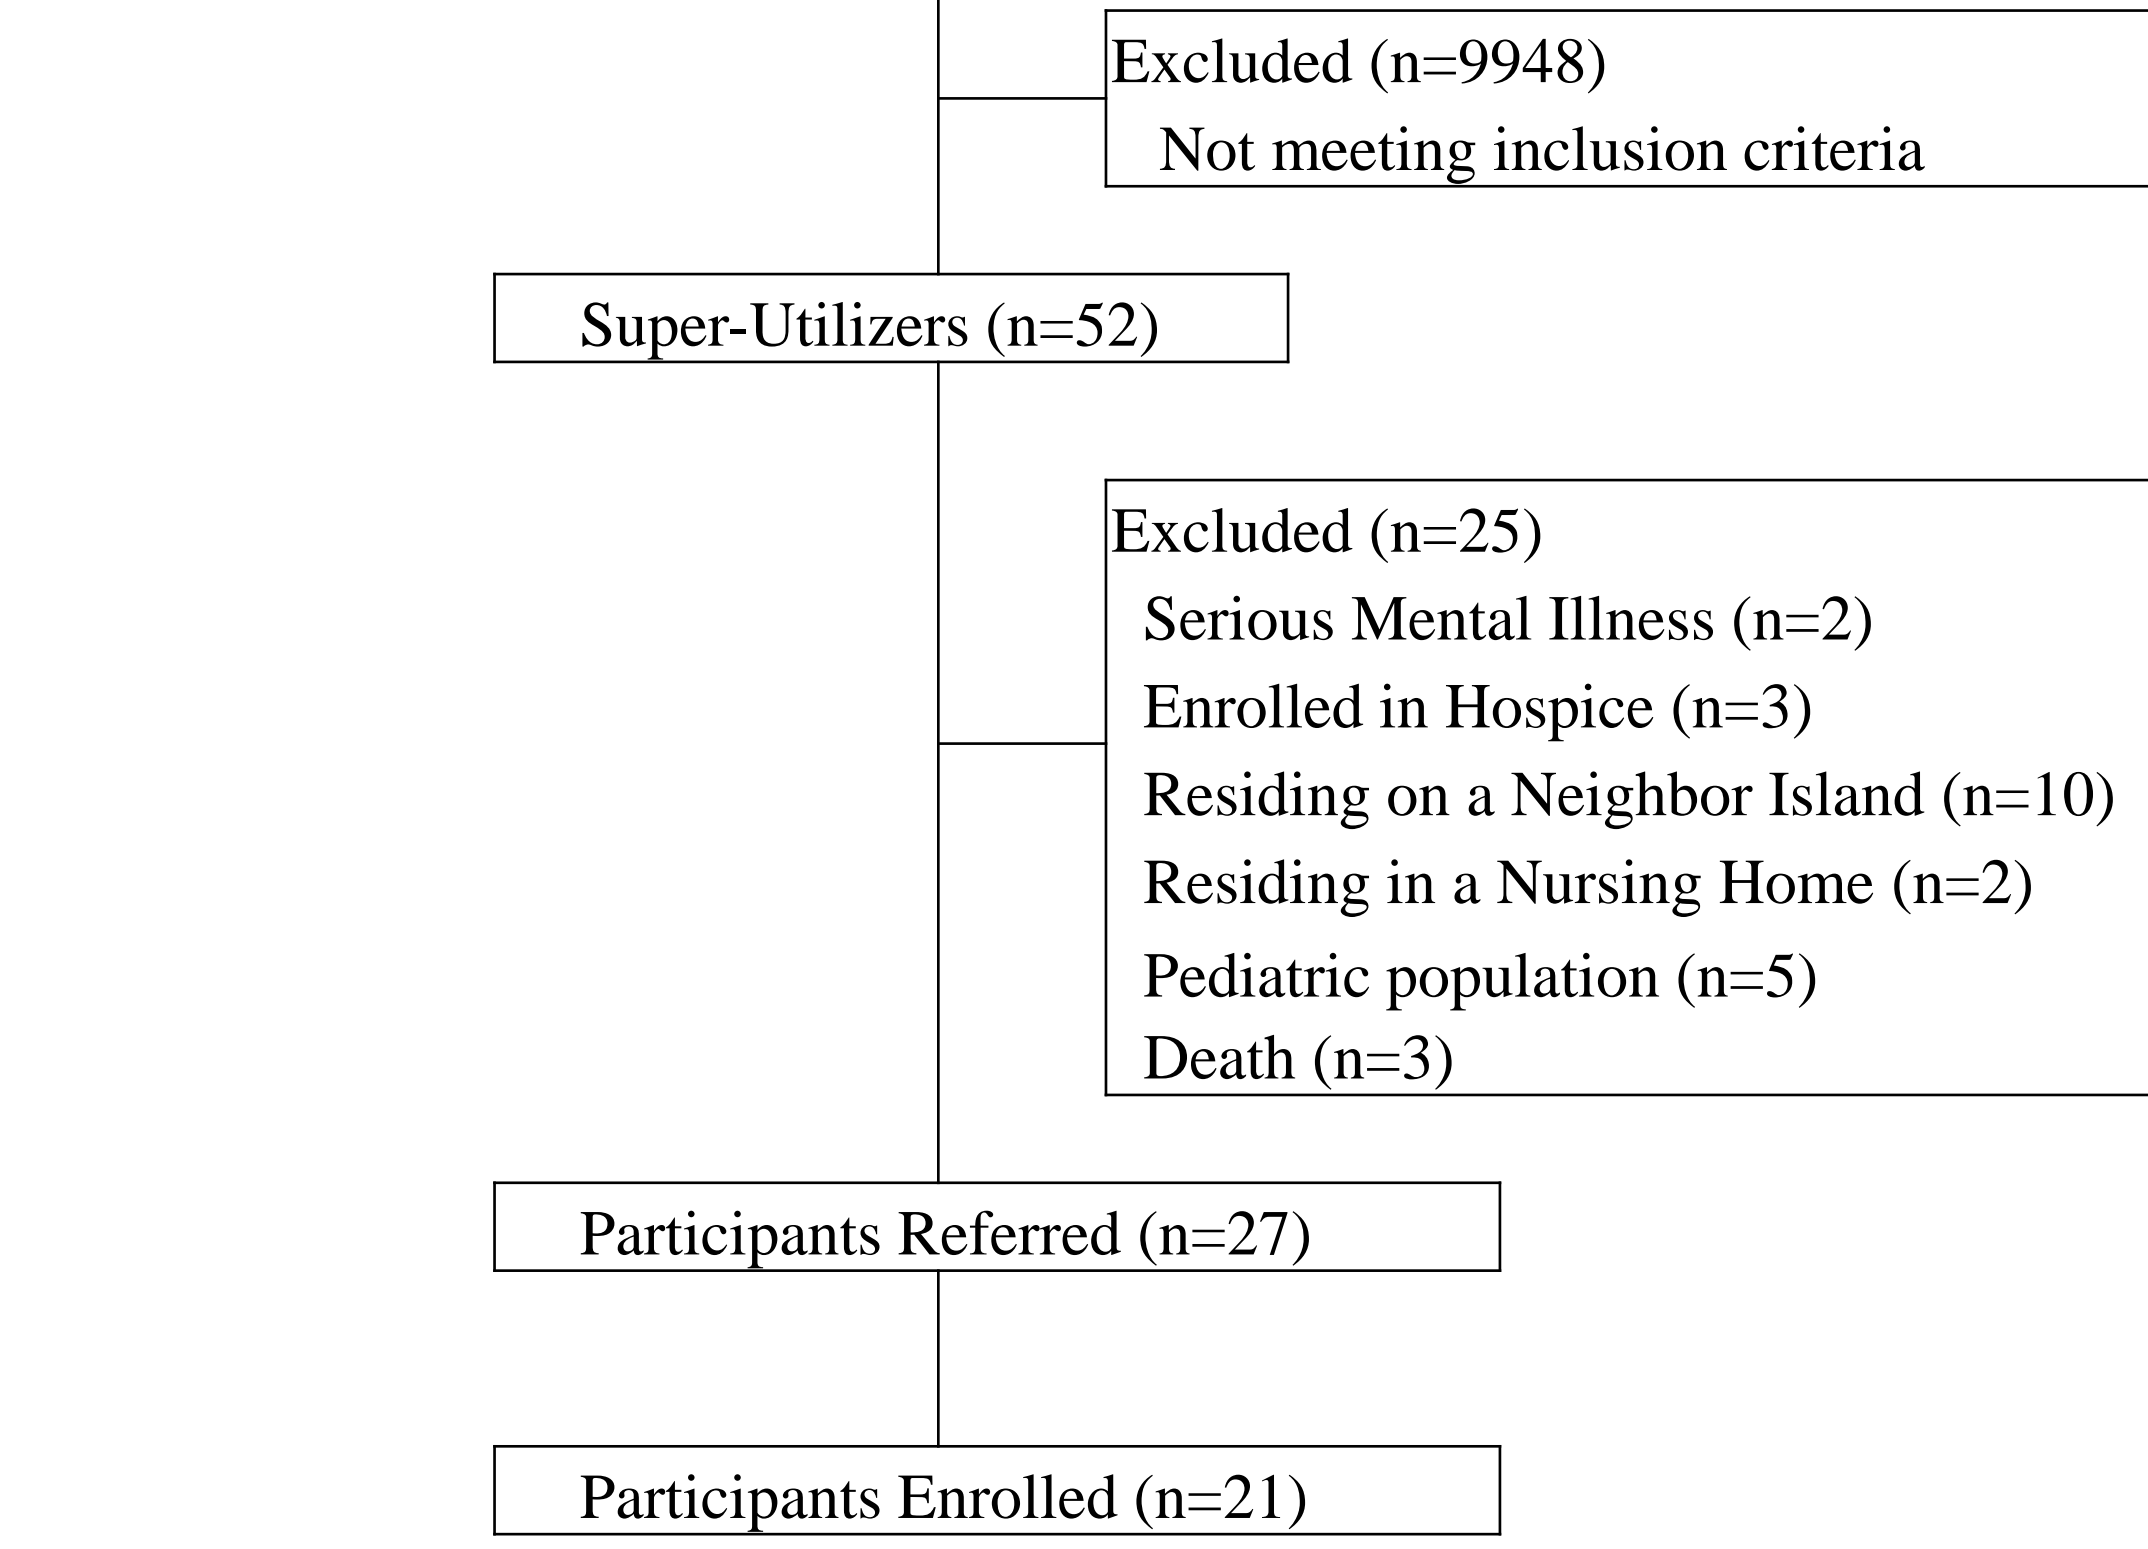 Excluded (n=9948)
Not meeting inclusion criteria
Super-Utilizers (n=52)
Excluded (n=25)
Serious Mental Illness (n=2)
Enrolled in Hospice (n=3)
Residing on a Neighbor Island (n=10)
Residing in a Nursing Home (n=2)
Pediatric population (n=5)
Death (n=3)
Participants Referred (n=27)
Participants Enrolled (n=21)